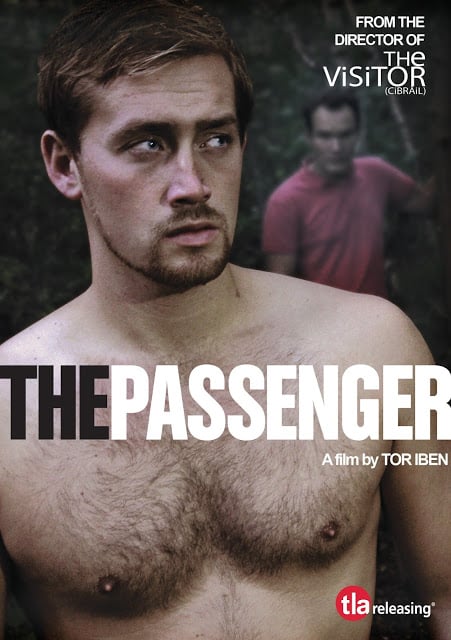 FROM THE
DIRECTOR OF
THe
ViSiTOR
(CiBRAiL)
THE PASSENGER
A film by TOR IBEN
tla releasing®